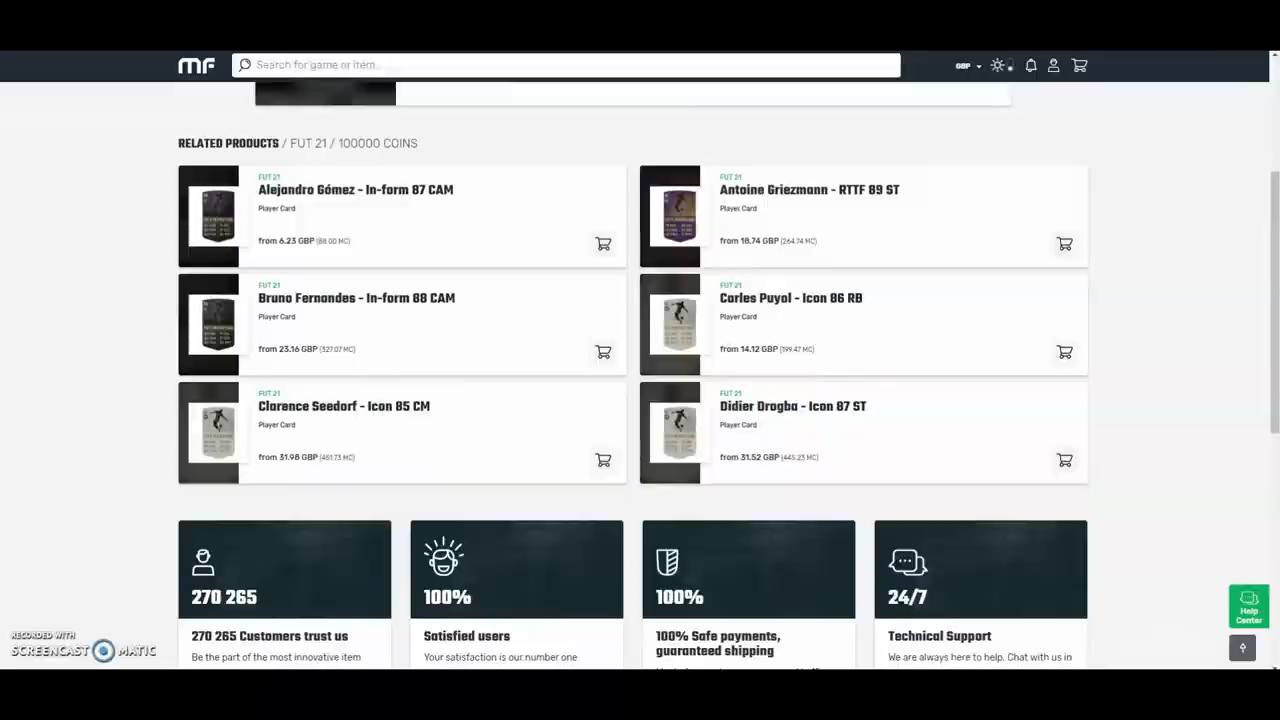 MF Search for game or item... GBP
RELATED PRODUCTS / FUT 21 / 100000 COINS
FUT 21
Alejandro Gómez - In-form 87 CAM
Player Card
from 6.23 GBP (88.00 MC)
FUT 21
Antoine Griezmann - RTTF 89 ST
Player Card
from 18.74 GBP (264.74 MC)
FUT 21
Bruno Fernandes - In-form 88 CAM
Player Card
from 23.16 GBP (327.07 MC)
FUT 21
Carles Puyol - Icon 86 RB
Player Card
from 14.12 GBP (199.47 MC)
FUT 21
Clarence Seedorf - Icon 85 CM
Player Card
from 31.98 GBP (451.73 MC)
FUT 21
Didier Drogba - Icon 87 ST
Player Card
from 31.52 GBP (445.23 MC)
270 265
270 265 Customers trust us
Be the part of the most innovative item
100%
Satisfied users
Your satisfaction is our number one
100%
100% Safe payments,
guaranteed shipping
24/7
Technical Support
We are always here to help. Chat with us in
Help
Center
RECORDED WITH
SCREENCAST MATIC